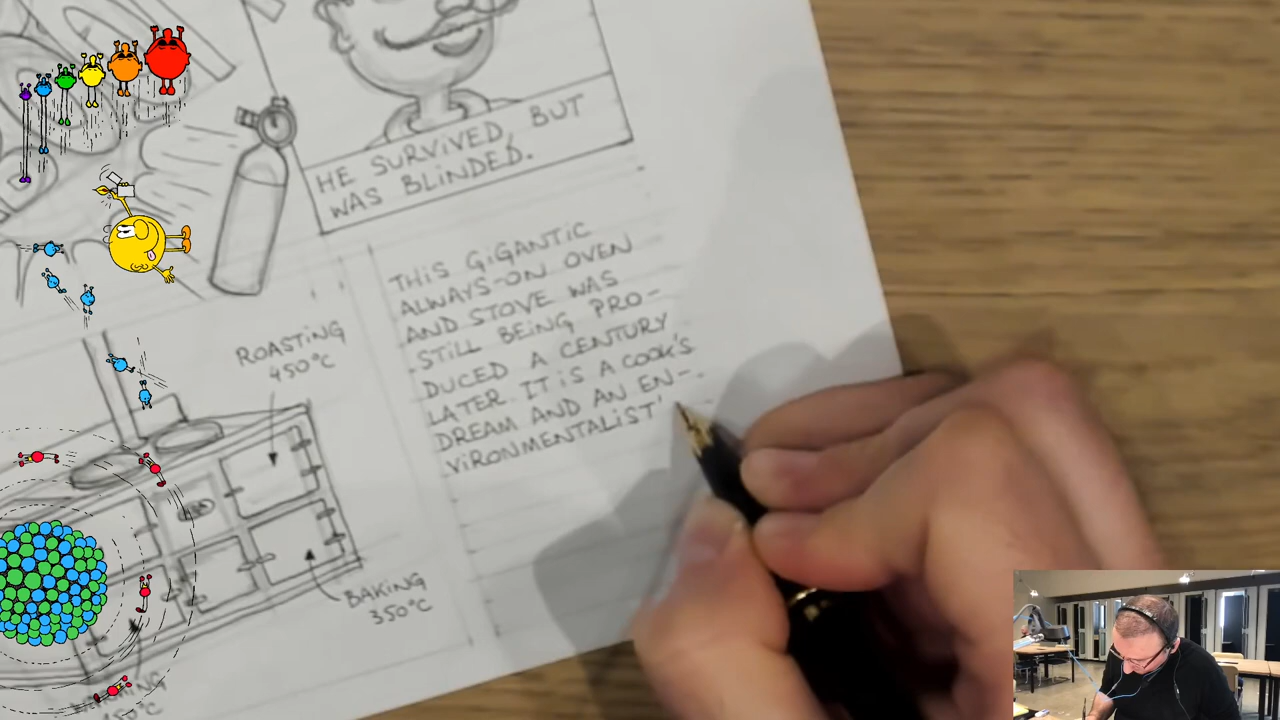 HE SURVIVED, BUT
WAS BLINDED.
THIS GIGANTIC
ALWAYS-ON OVEN
AND STOVE WAS
STILL BEING PRO-
DUCED A CENTURY
LATER. IT IS A COOK'S
DREAM AND AN EN-
VIRONMENTALIST'
ROASTING
450°C
BAKING
350°C
150°C